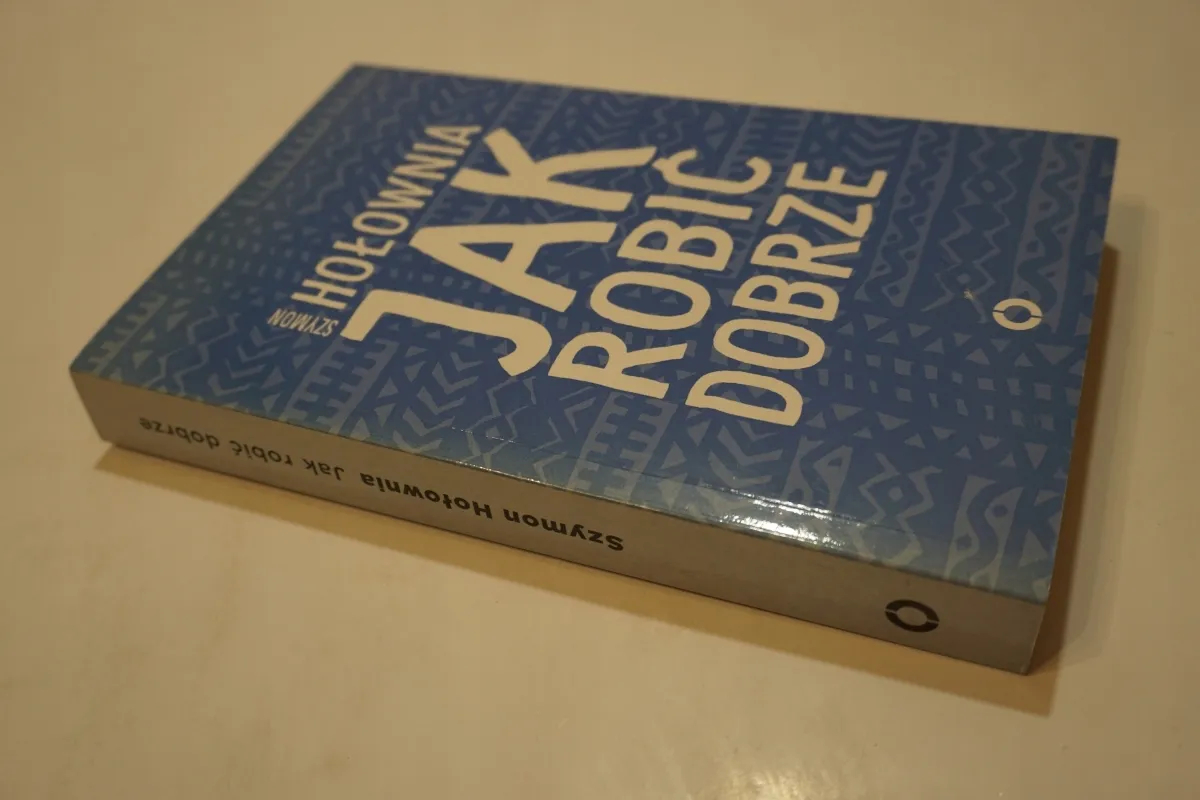 SZYMON
HOŁOWNIA
JAK
ROBIĆ
DOBRZE
Szymon Hołownia Jak robić dobrze